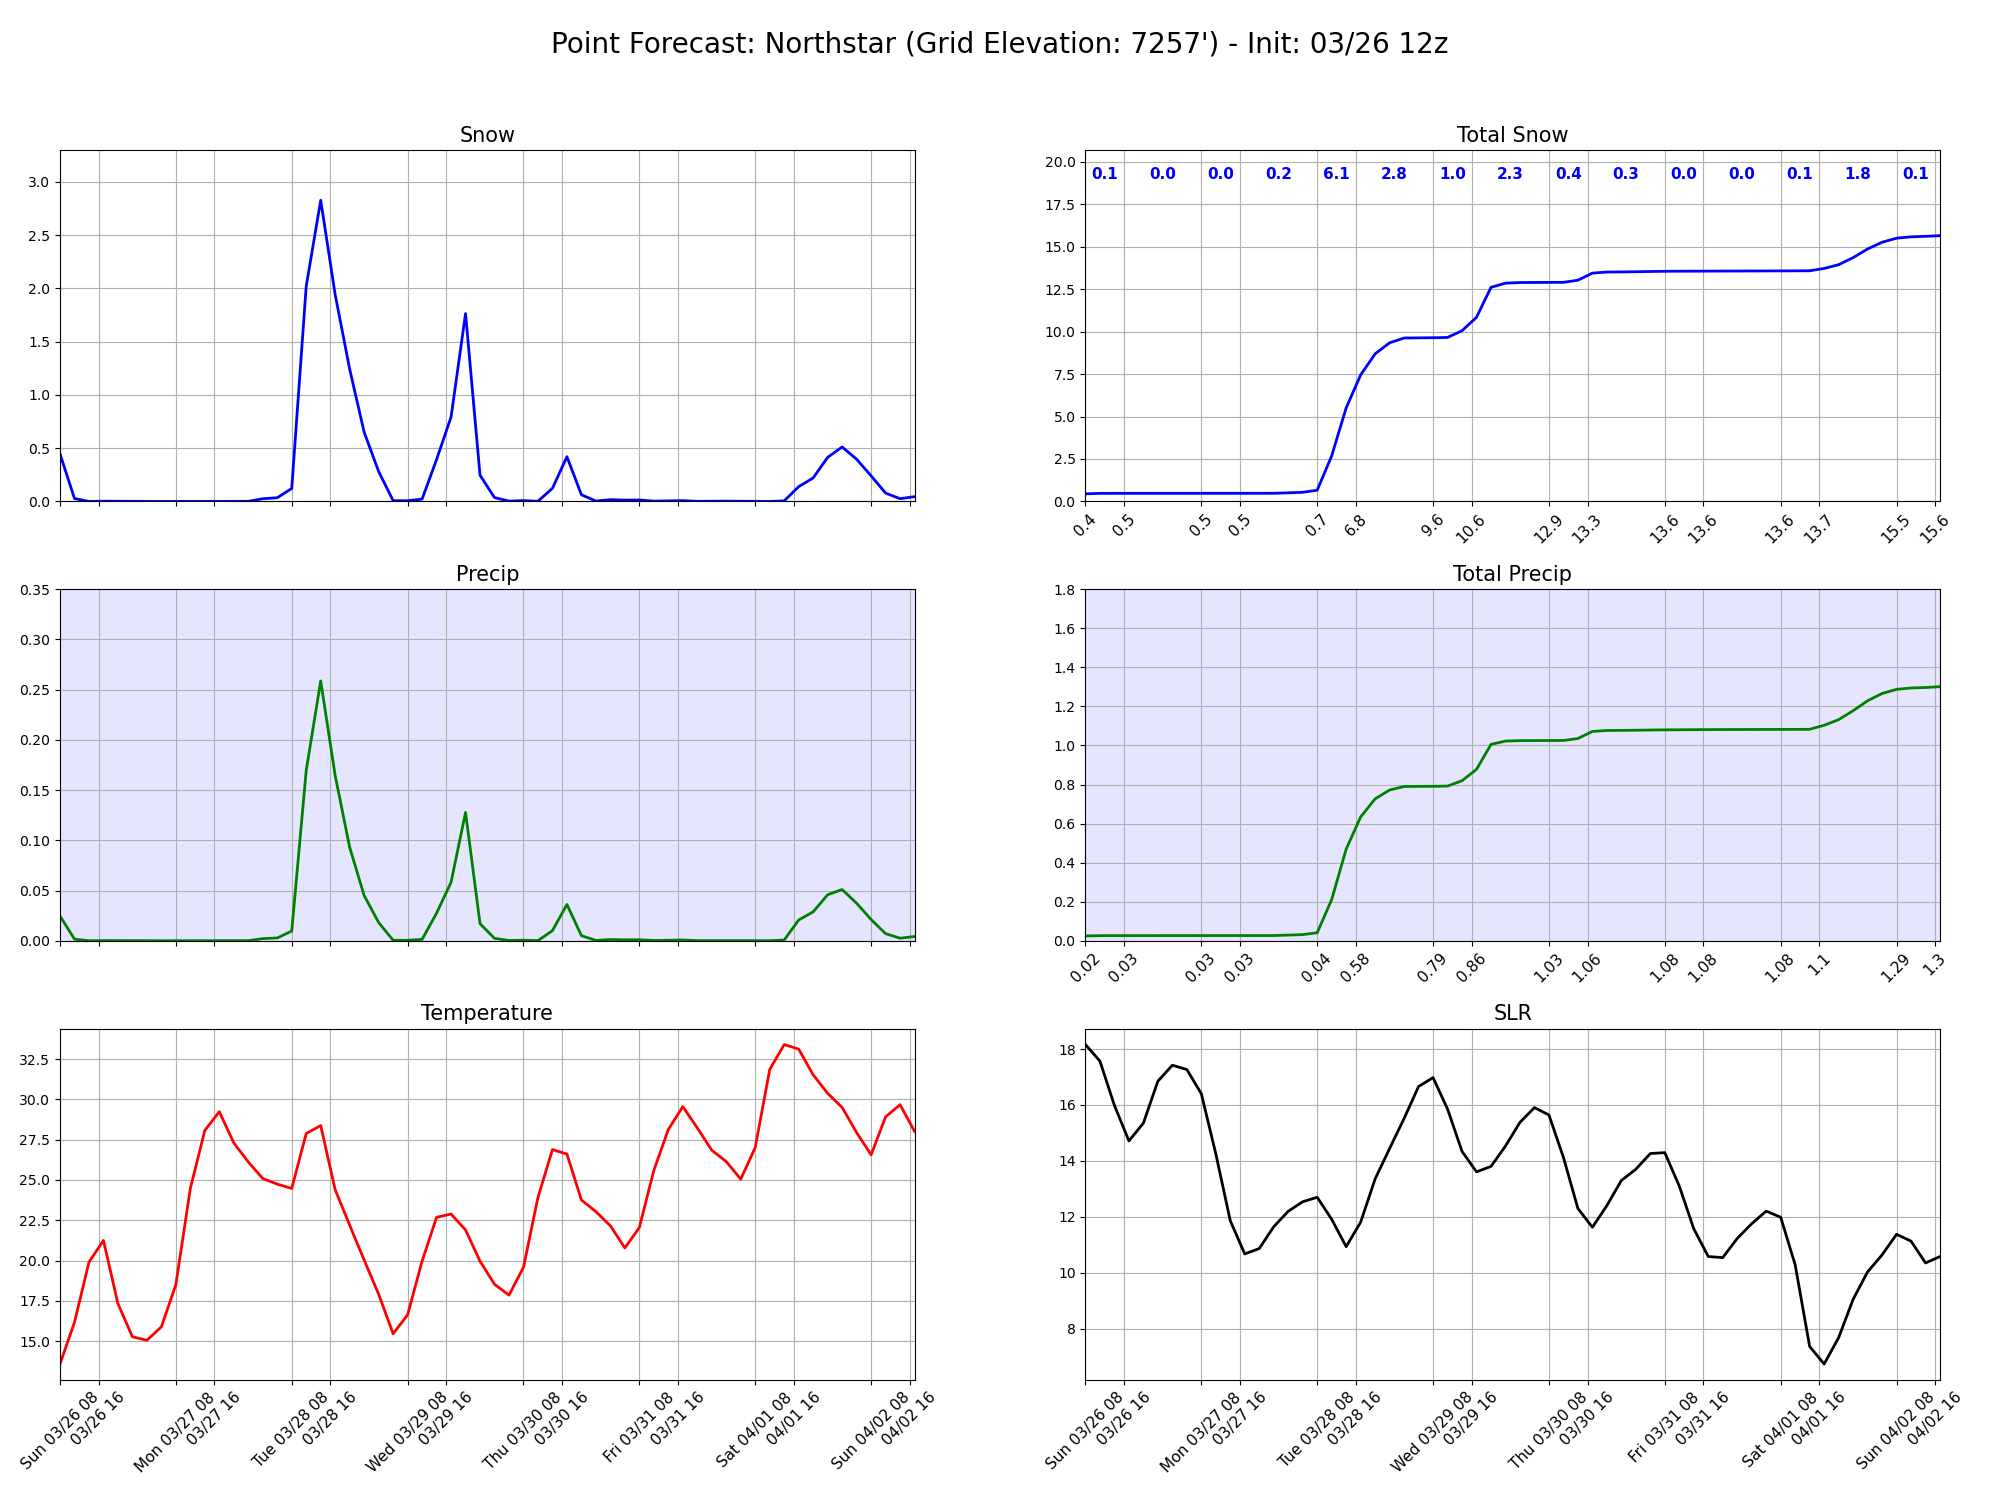 Point Forecast: Northstar (Grid Elevation: 7257') - Init: 03/26 12z
Snow
3.0
2.5
2.0
1.5
1.0
0.5
0.0
Total Snow
20.0
17.5
15.0
12.5
10.0
7.5
5.0
2.5
0.0
0.1 0.0 0.0 0.2 6.1 2.8 1.0 2.3 0.4 0.3 0.0 0.0 0.1 1.8 0.1
0.4 0.5 0.5 0.5 0.7 6.8 9.6 10.6 12.9 13.3 13.6 13.6 13.6 13.7 15.5 15.6
Precip
0.35
0.30
0.25
0.20
0.15
0.10
0.05
0.00
Total Precip
1.8
1.6
1.4
1.2
1.0
0.8
0.6
0.4
0.2
0.0
0.02 0.03 0.03 0.03 0.04 0.58 0.79 0.86 1.03 1.06 1.08 1.08 1.08 1.1 1.29 1.3
Temperature
32.5
30.0
27.5
25.0
22.5
20.0
17.5
15.0
Sun 03/26 08
03/26 16
Mon 03/27 08
03/27 16
Tue 03/28 08
03/28 16
Wed 03/29 08
03/29 16
Thu 03/30 08
03/30 16
Fri 03/31 08
03/31 16
Sat 04/01 08
04/01 16
Sun 04/02 08
04/02 16
SLR
18
16
14
12
10
8
Sun 03/26 08
03/26 16
Mon 03/27 08
03/27 16
Tue 03/28 08
03/28 16
Wed 03/29 08
03/29 16
Thu 03/30 08
03/30 16
Fri 03/31 08
03/31 16
Sat 04/01 08
04/01 16
Sun 04/02 08
04/02 16